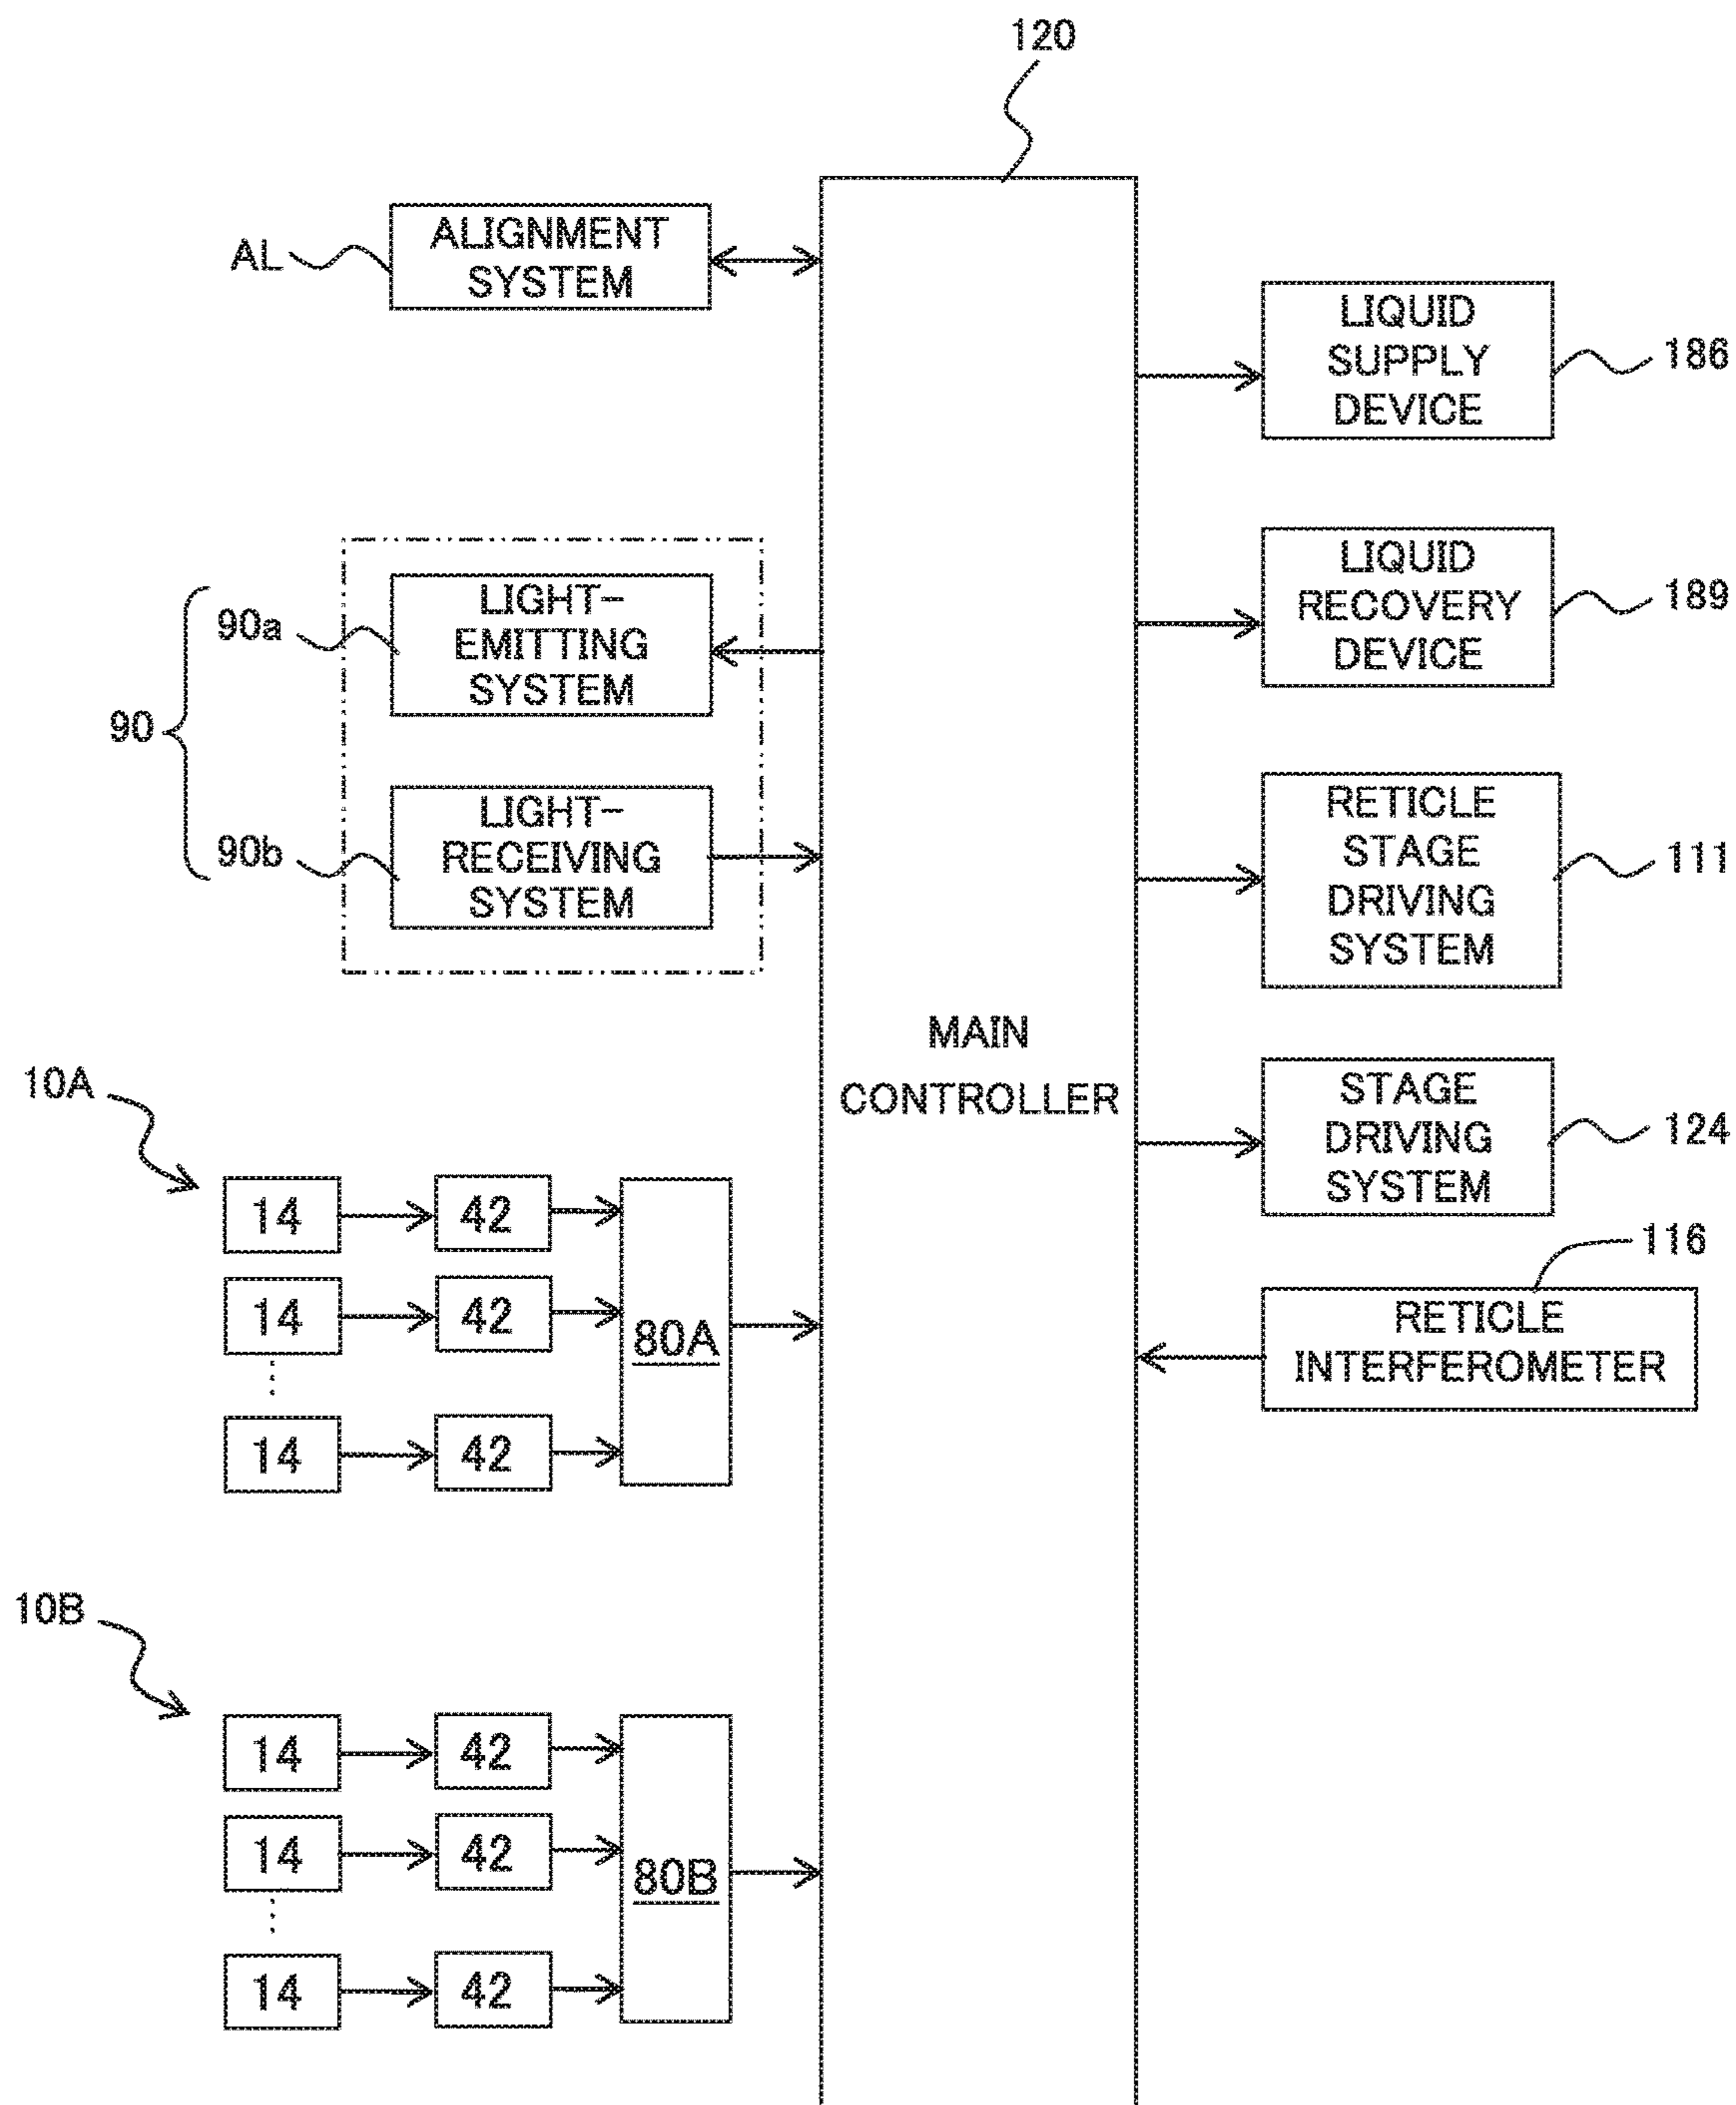 120
AL
ALIGNMENT
SYSTEM
LIQUID
SUPPLY
DEVICE
186
90
90a
LIGHT-
EMITTING
SYSTEM
LIQUID
RECOVERY
DEVICE
189
90b
LIGHT-
RECEIVING
SYSTEM
RETICLE
STAGE
DRIVING
SYSTEM
111
MAIN
CONTROLLER
STAGE
DRIVING
SYSTEM
124
116
RETICLE
INTERFEROMETER
10A
14 42
14 42
80A
14 42
10B
14 42
14 42
80B
14 42